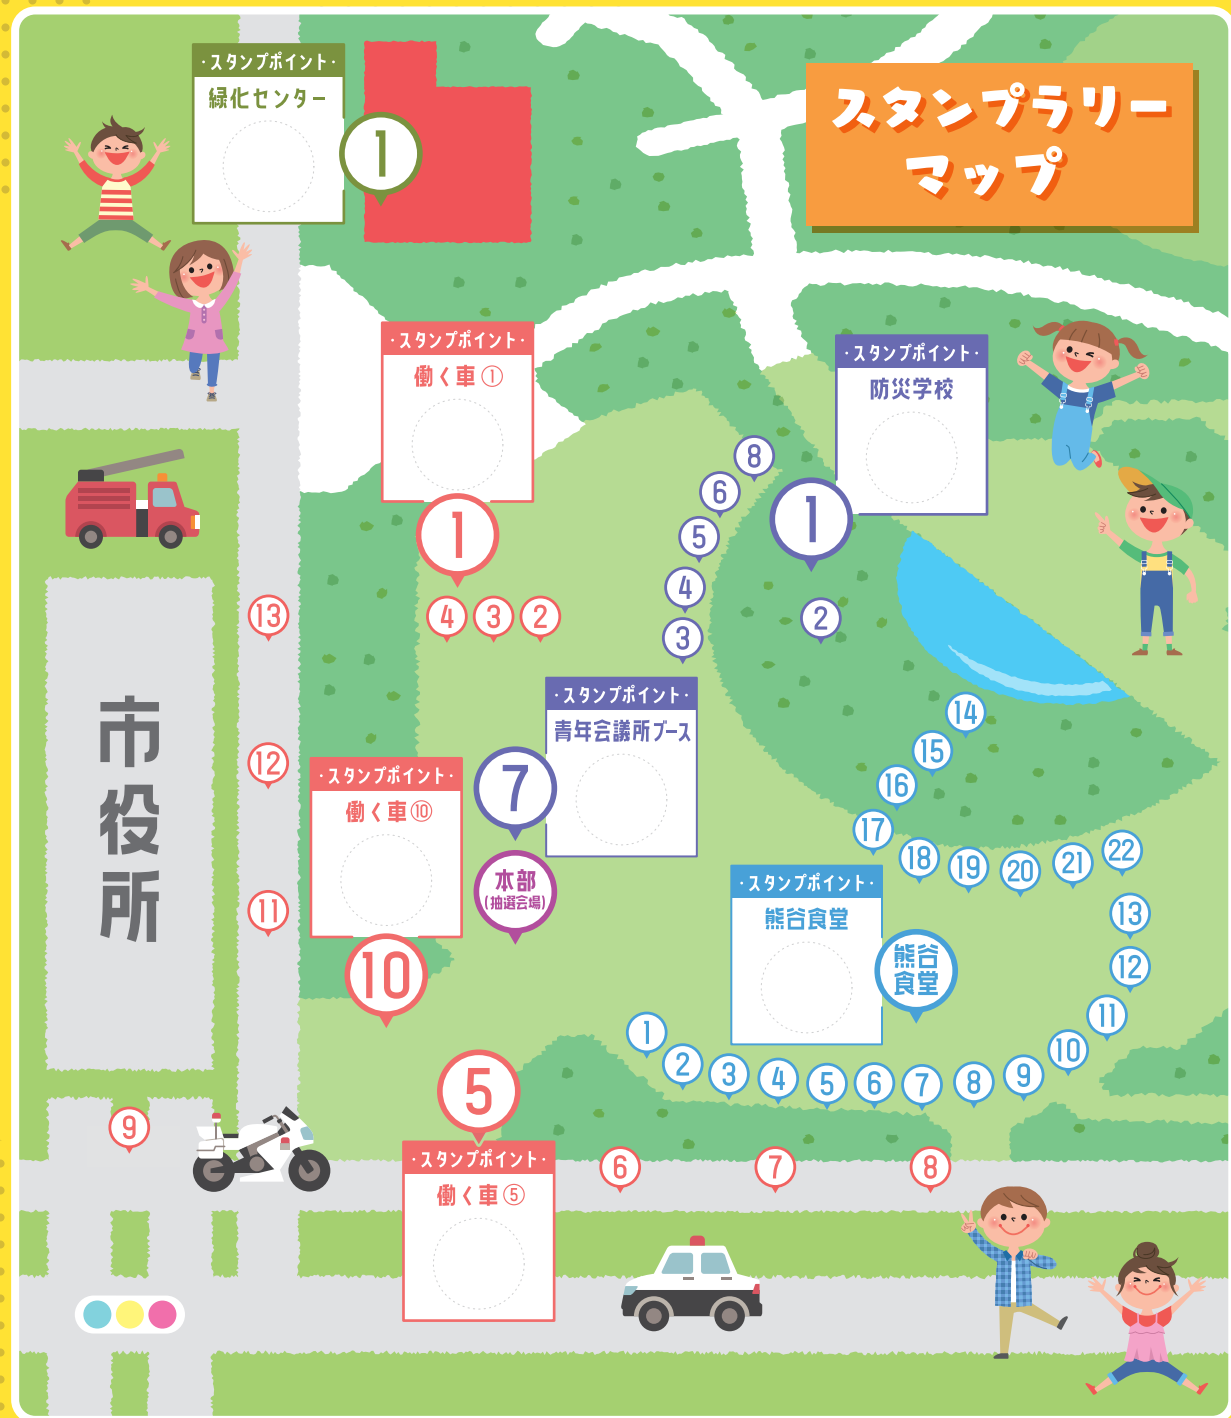 スタンプラリー
マップ
・スタンプポイント・
緑化センター
1
・スタンプポイント・
働く車①
1
・スタンプポイント・
防災学校
1
8
6
5
4
3
2
4
3
2
13
12
11
市役所
・スタンプポイント・
青年会議所ブース
7
・スタンプポイント・
働く車⑩
10
本部
(抽選会場)
14
15
16
17
18
19
20
21
22
13
12
11
10
9
8
7
6
5
4
3
2
1
・スタンプポイント・
熊谷食堂
熊谷
食堂
5
・スタンプポイント・
働く車⑤
9
6
7
8